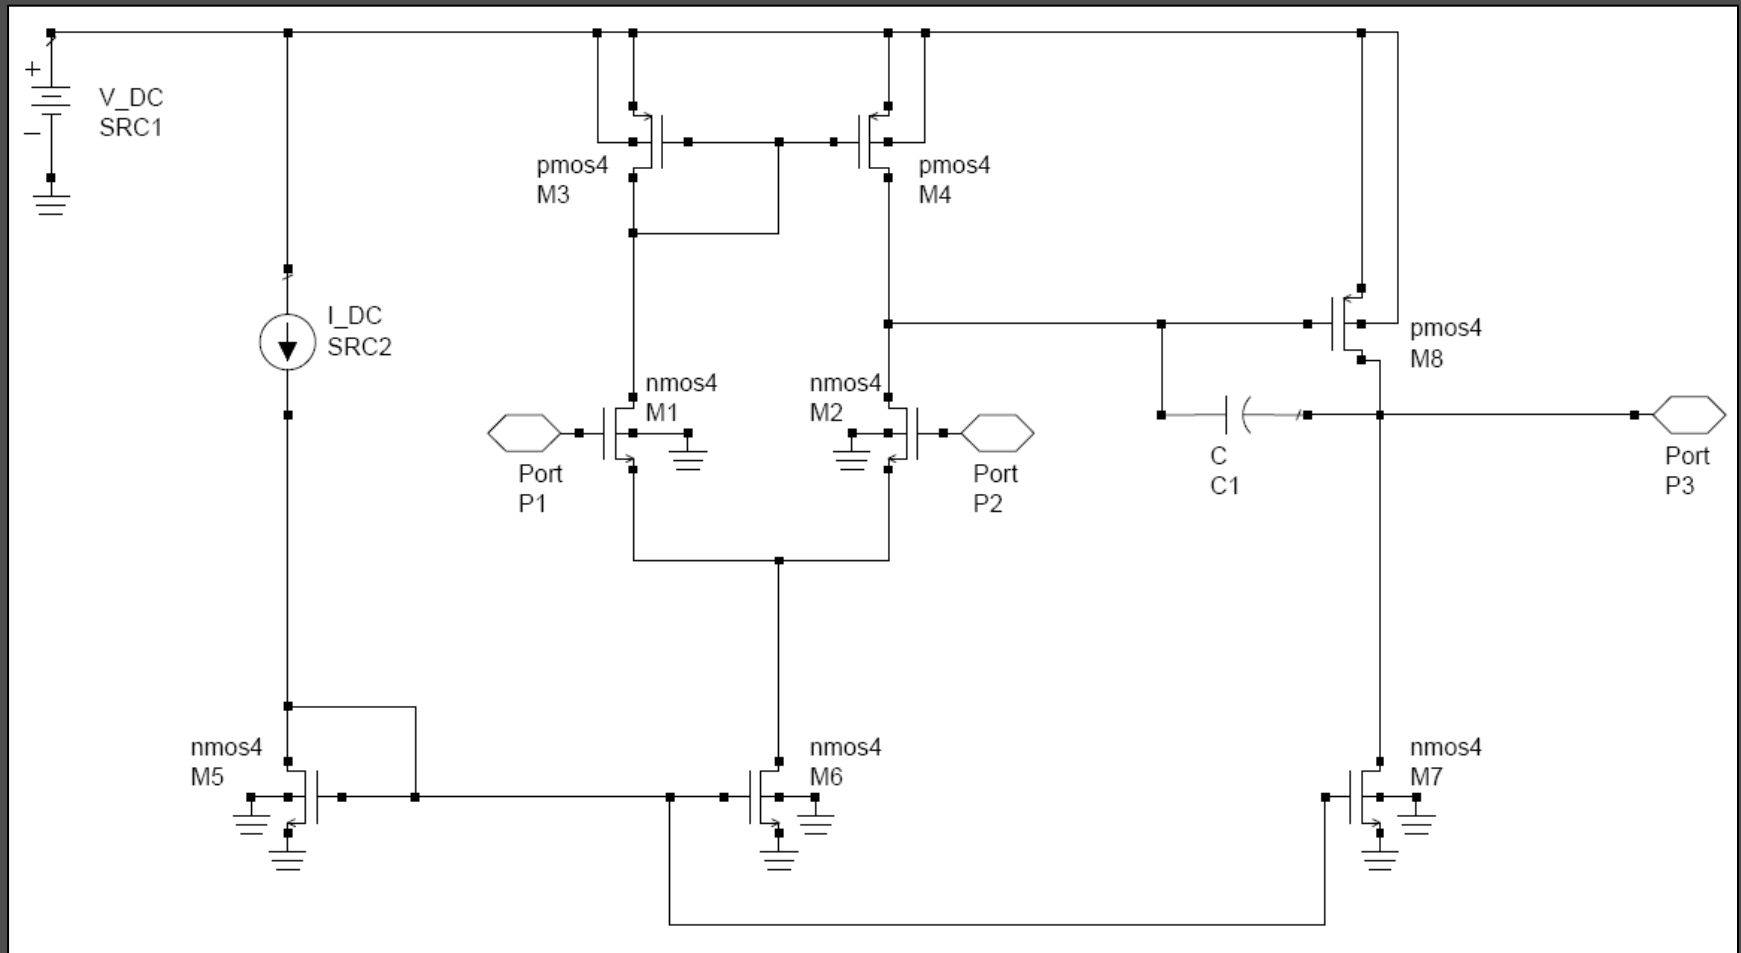 +
V_DC
SRC1
−
pmos4
M3
pmos4
M4
I_DC
SRC2
pmos4
M8
nmos4
M1
nmos4
M2
Port
P1
Port
P2
C
C1
Port
P3
nmos4
M5
nmos4
M6
nmos4
M7